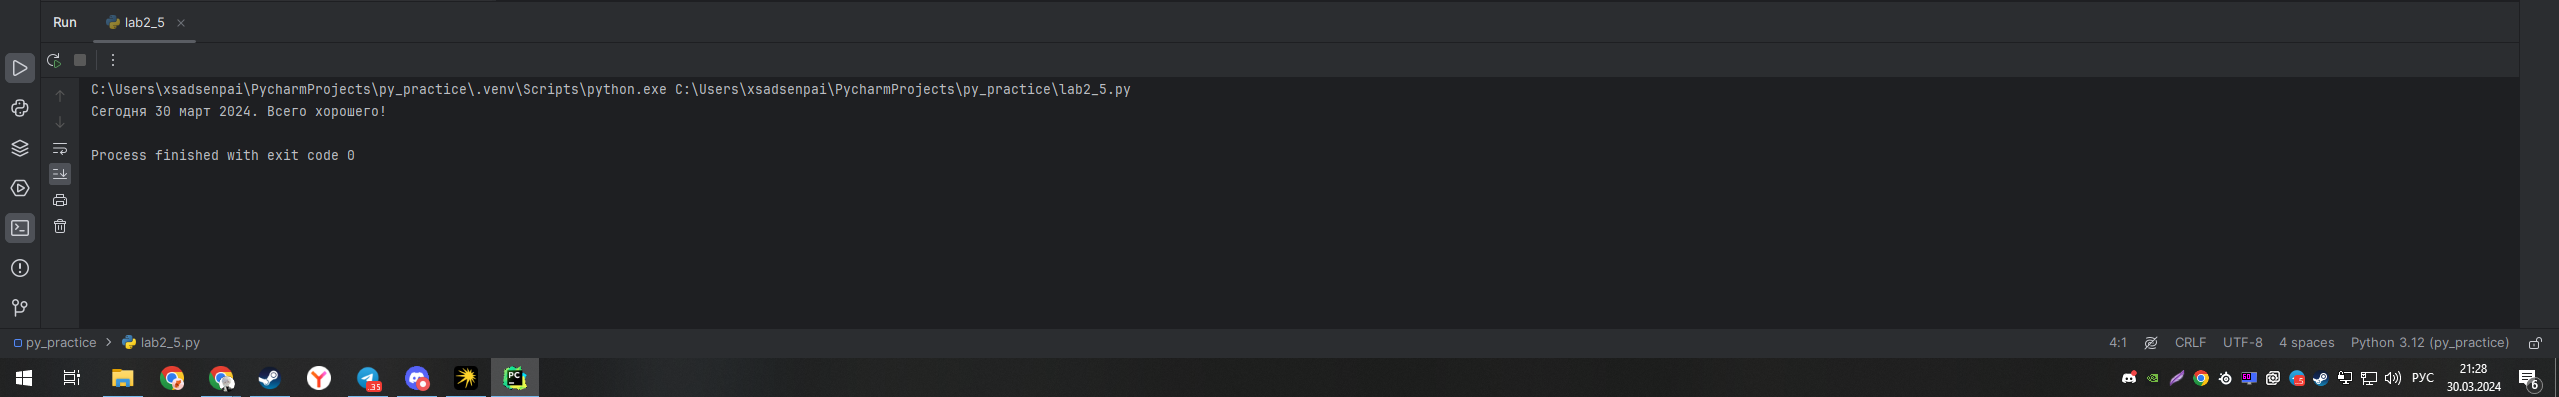 Run lab2_5
C:\Users\xsadsenpai\PycharmProjects\py_practice\.venv\Scripts\python.exe C:\Users\xsadsenpai\PycharmProjects\py_practice\lab2_5.py
Сегодня 30 март 2024. Всего хорошего!
Process finished with exit code 0
py_practice > lab2_5.py 4:1 CRLF UTF-8 4 spaces Python 3.12 (py_practice)
РУС 21:28
30.03.2024
6